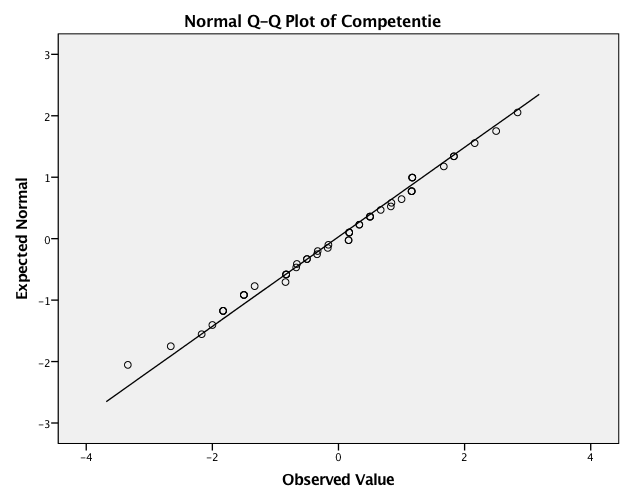 Normal Q-Q Plot of Competentie
Expected Normal
3
2
1
0
-1
-2
-3
-4 -2 0 2 4
Observed Value